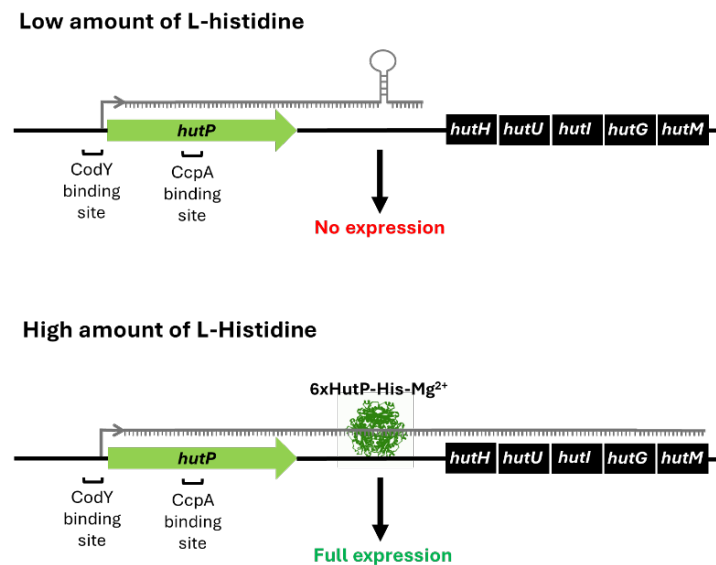 Low amount of L-histidine
hutP
hutH hutU hutI hutG hutM
CodY
binding
site
CcpA
binding
site
No expression
High amount of L-Histidine
6xHutP-His-Mg²⁺
hutP
hutH hutU hutI hutG hutM
CodY
binding
site
CcpA
binding
site
Full expression